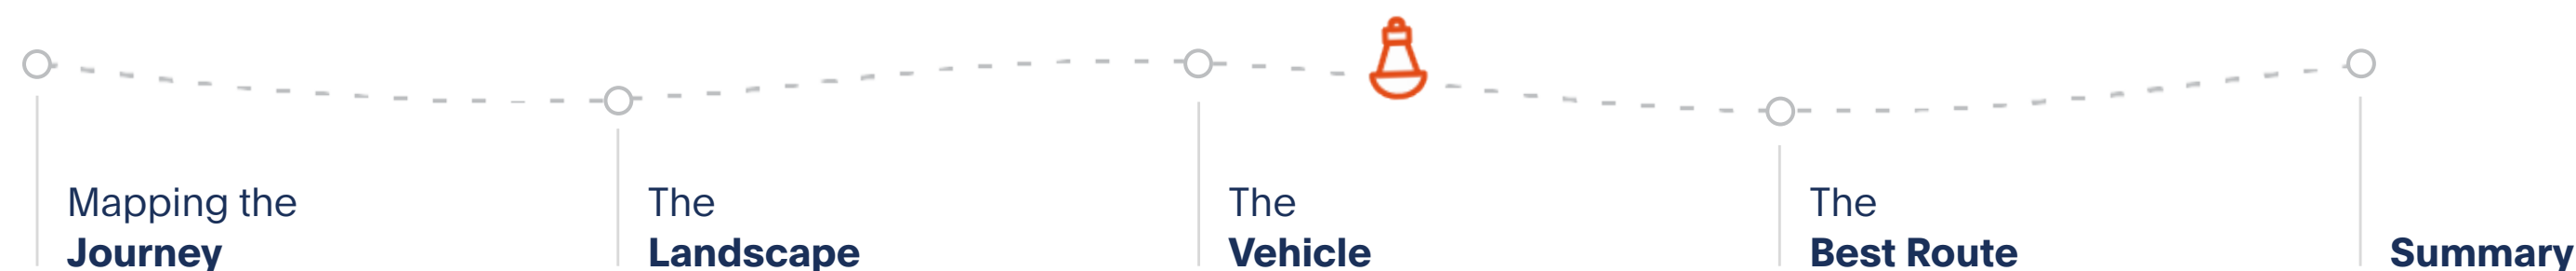 Mapping the
Journey
The
Landscape
The
Vehicle
The
Best Route
Summary